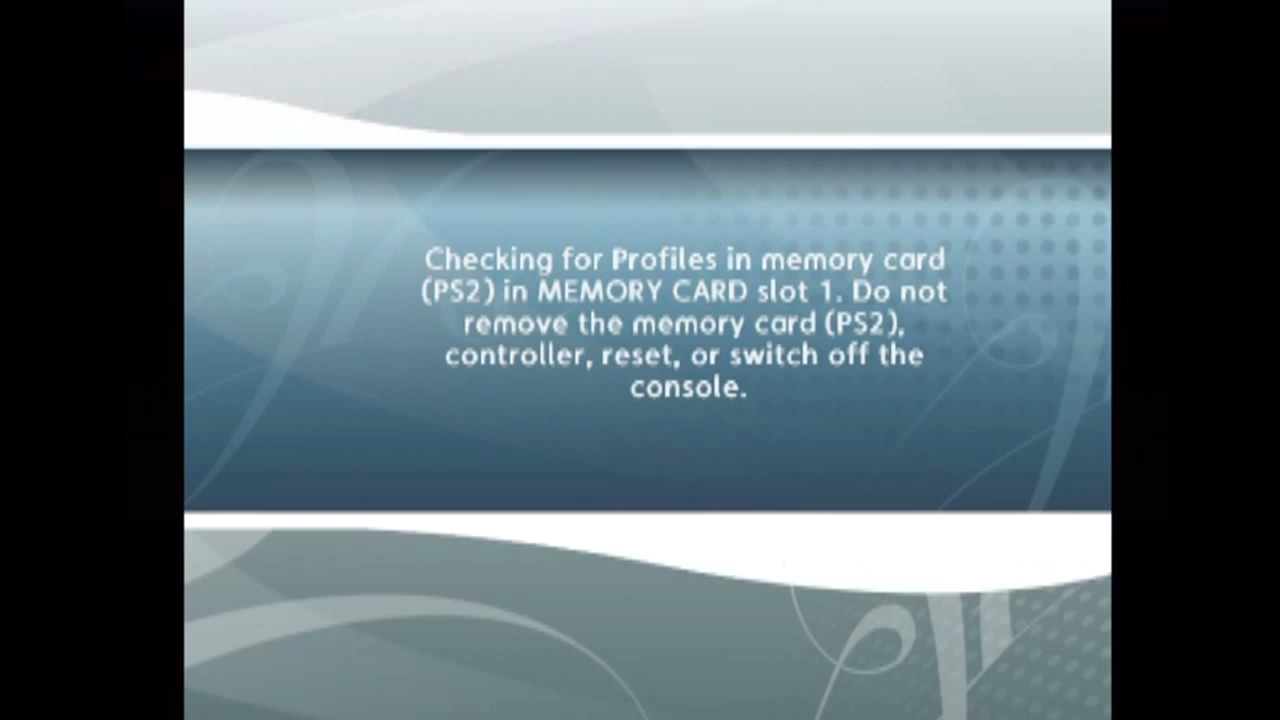 Checking for Profiles in memory card
(PS2) in MEMORY CARD slot 1. Do not
remove the memory card (PS2),
controller, reset, or switch off the
console.